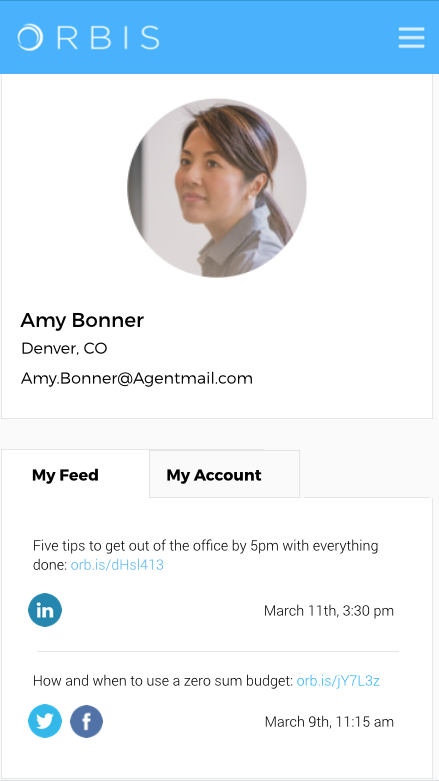 ORBIS
Amy Bonner
Denver, CO
Amy.Bonner@Agentmail.com
My Feed
My Account
Five tips to get out of the office by 5pm with everything
done: orb.is/dHsl413
in
March 11th, 3:30 pm
How and when to use a zero sum budget: orb.is/jY7L3z
f
March 9th, 11:15 am